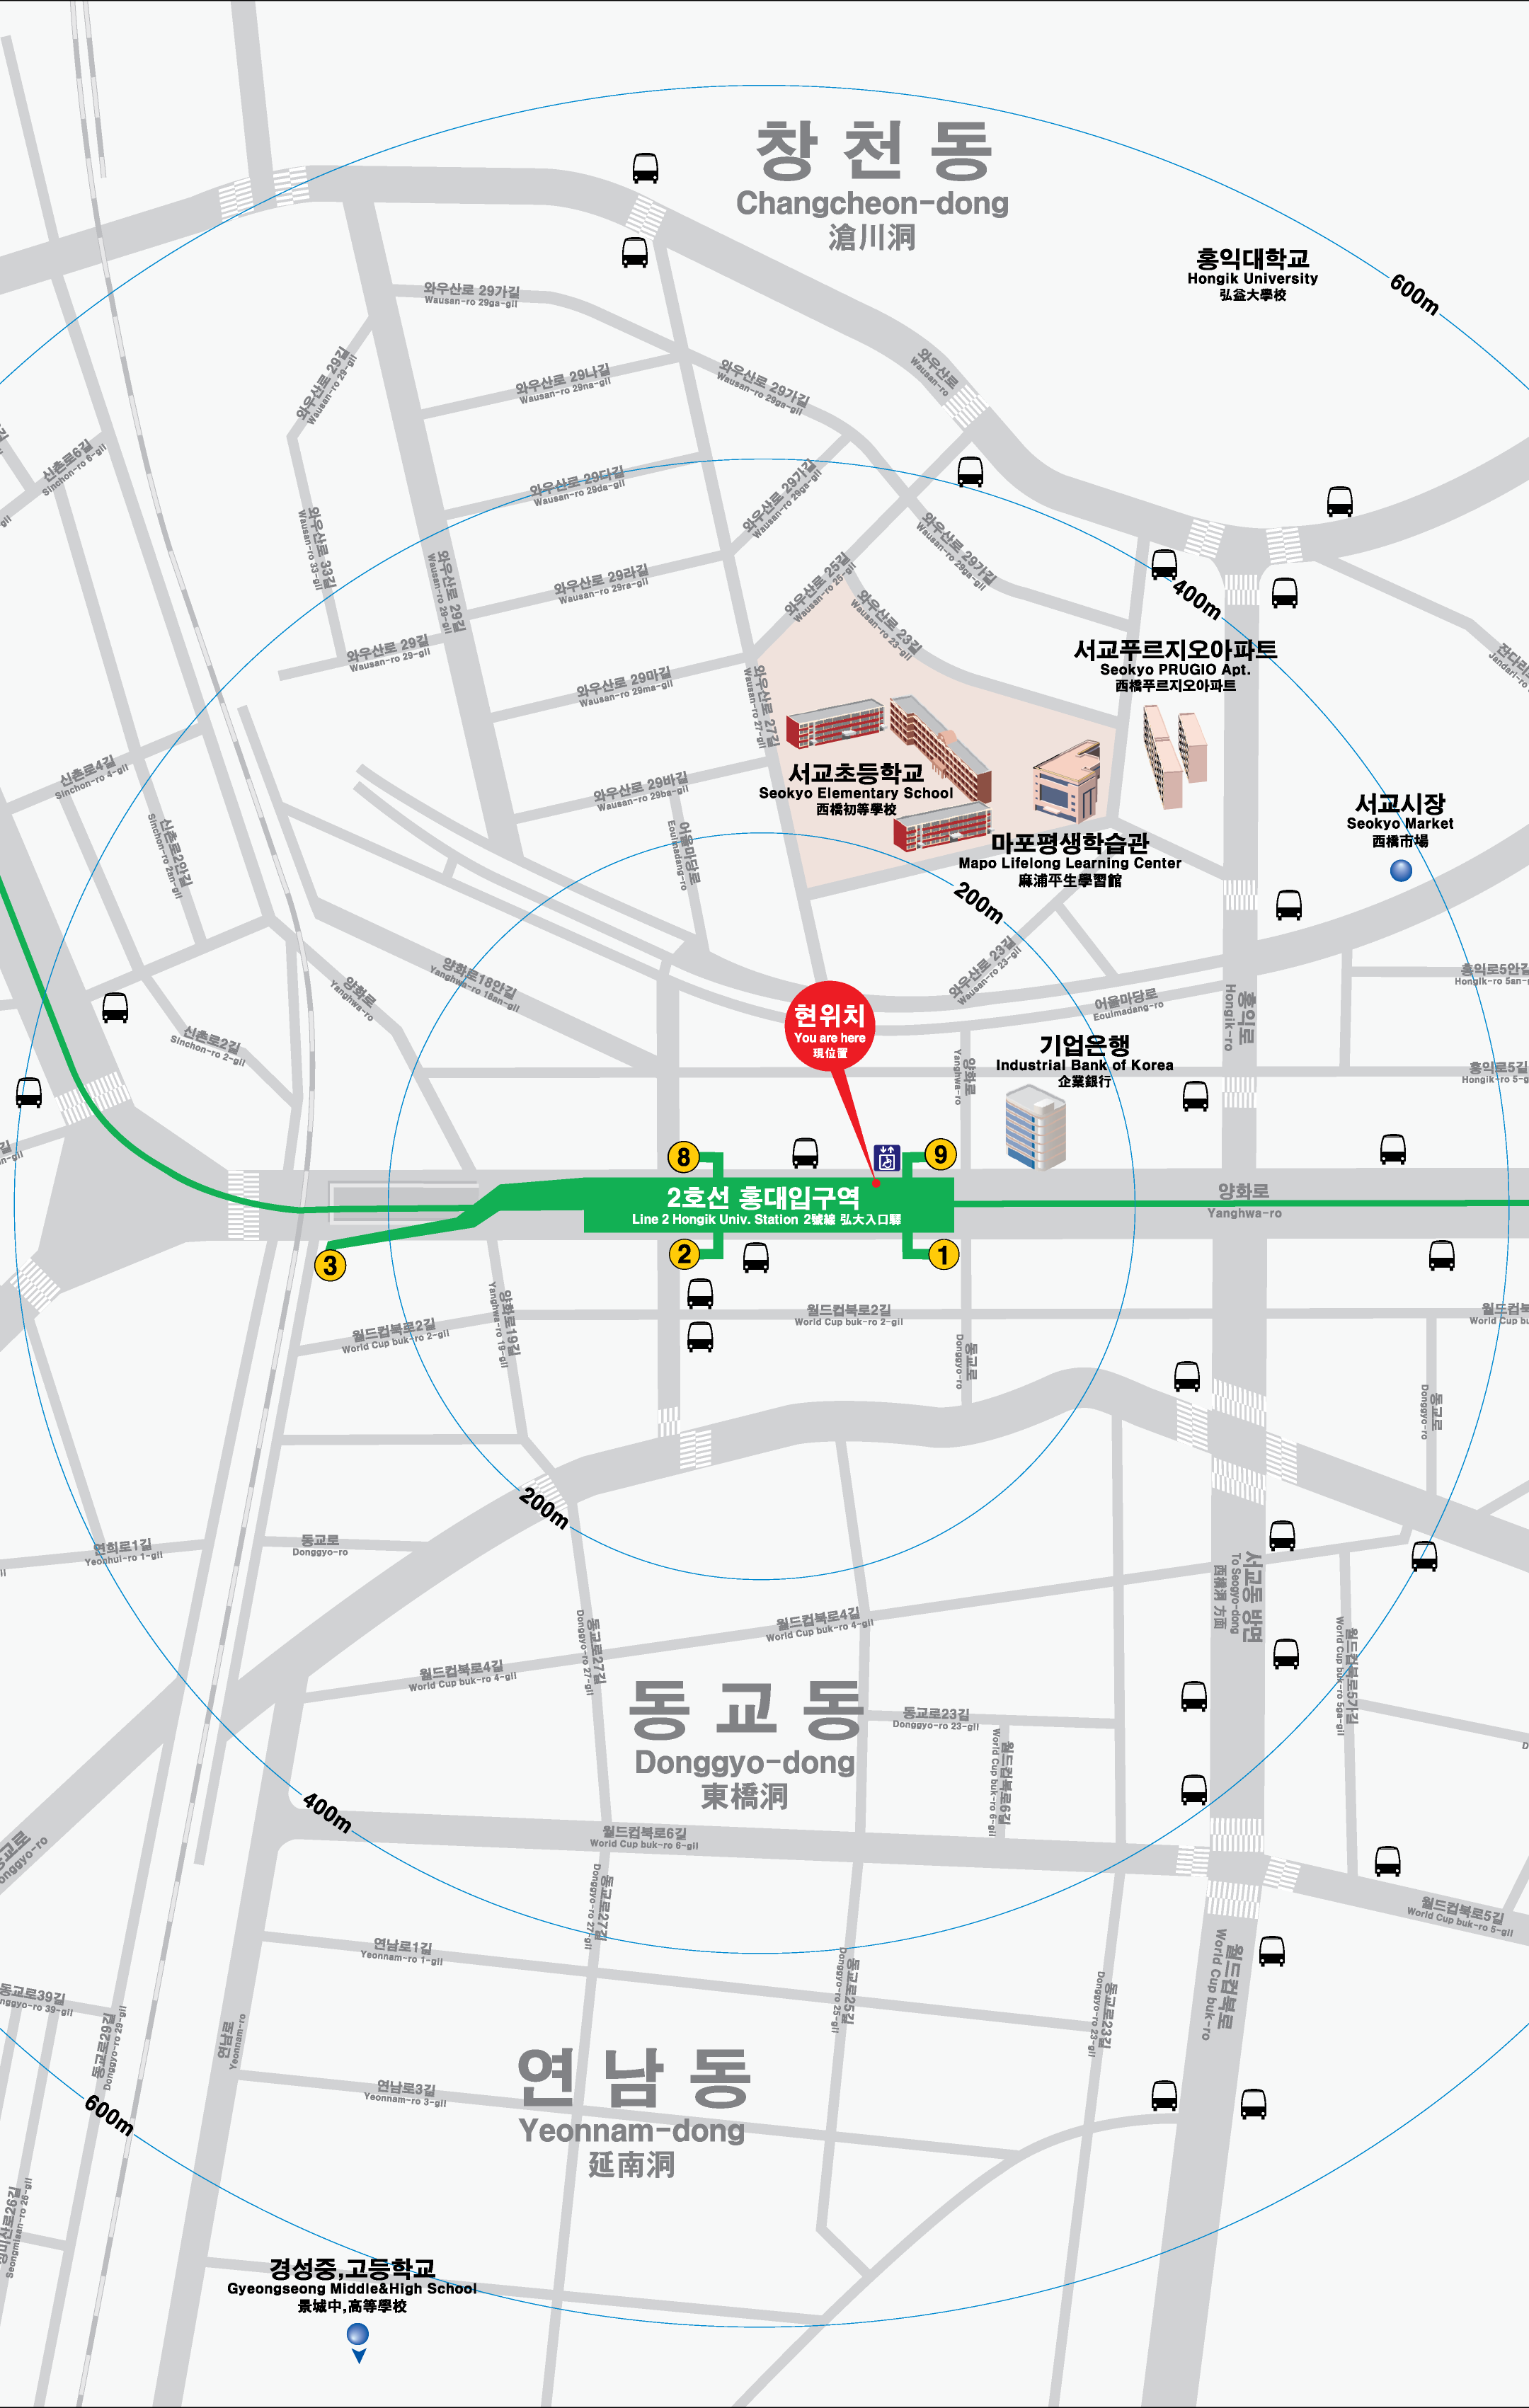 창천동
Changcheon-dong
滄川洞
홍익대학교
Hongik University
弘益大學校
600m
와우산로 29가길
Wausan-ro 29ga-gil
와우산로 29길
Wausan-ro 29-gil
와우산로 29나길
Wausan-ro 29na-gil
와우산로 29가길
Wausan-ro 29ga-gil
와우산로
Wausan-ro
신촌로6길
Sinchon-ro 6-gil
와우산로 29다길
Wausan-ro 29da-gil
와우산로 29가길
Wausan-ro 29ga-gil
와우산로 33길
Wausan-ro 33-gil
와우산로 29길
Wausan-ro 29-gil
와우산로 29라길
Wausan-ro 29ra-gil
와우산로 25길
Wausan-ro 25-gil
와우산로 29가길
Wausan-ro 29ga-gil
400m
와우산로 23길
Wausan-ro 23-gil
와우산로 29길
Wausan-ro 29-gil
와우산로 29마길
Wausan-ro 29ma-gil
와우산로 27길
Wausan-ro 27-gil
서교푸르지오아파트
Seokyo PRUGIO Apt.
西橋푸르지오아파트
잔다리
Jandari-ro
서교초등학교
Seokyo Elementary School
西橋初等學校
신촌로4길
Sinchon-ro 4-gil
와우산로 29바길
Wausan-ro 29ba-gil
서교시장
Seokyo Market
西橋市場
신촌로2안길
Sinchon-ro 2an-gil
어울마당로
Eoulmadang-ro
마포평생학습관
Mapo Lifelong Learning Center
麻浦平生學習館
200m
양화로
Yanghwa-ro
양화로18안길
Yanghwa-ro 18an-gil
와우산로 23길
Wausan-ro 23-gil
어울마당로
Eoulmadang-ro
홍익로
Hongik-ro
홍익로5안길
Hongik-ro 5an-
신촌로2길
Sinchon-ro 2-gil
현위치
You are here
現位置
양화로
Yanghwa-ro
기업은행
Industrial Bank of Korea
企業銀行
홍익로5길
Hongik-ro 5-g
8
9
2호선 홍대입구역
Line 2 Hongik Univ. Station 2號線 弘大入口驛
양화로
Yanghwa-ro
3
2
1
월드컵북로2길
World Cup buk-ro 2-gil
양화로19길
Yanghwa-ro 19-gil
월드컵북로2길
World Cup buk-ro 2-gil
월드컵북
World Cup bu
동교로
Donggyo-ro
동교로
Donggyo-ro
200m
연희로1길
Yeonhui-ro 1-gil
동교로
Donggyo-ro
서교동 방면
To Seogyo-dong
西橋洞 方面
동교로27길
Donggyo-ro 27-gil
월드컵북로4길
World Cup buk-ro 4-gil
월드컵북로4길
World Cup buk-ro 4-gil
월드컵북로5가길
World Cup buk-ro 5ga-gil
동교동
Donggyo-dong
東橋洞
동교로23길
Donggyo-ro 23-gil
월드컵북로6길
World Cup buk-ro 6-gil
400m
월드컵북로6길
World Cup buk-ro 6-gil
동교로
onggyo-ro
동교로27길
Donggyo-ro 27-gil
월드컵북로5길
World Cup buk-ro 5-gil
연남로1길
Yeonnam-ro 1-gil
동교로25길
Donggyo-ro 25-gil
동교로23길
Donggyo-ro 23-gil
월드컵북로
World Cup buk-ro
동교로39길
nggyo-ro 39-gil
동교로29길
Donggyo-ro 29-gil
연남로
Yeonnam-ro
연남동
Yeonnam-dong
延南洞
연남로3길
Yeonnam-ro 3-gil
600m
성미산로26길
Seongmisan-ro 26-gil
경성중,고등학교
Gyeongseong Middle&High School
景城中,高等學校